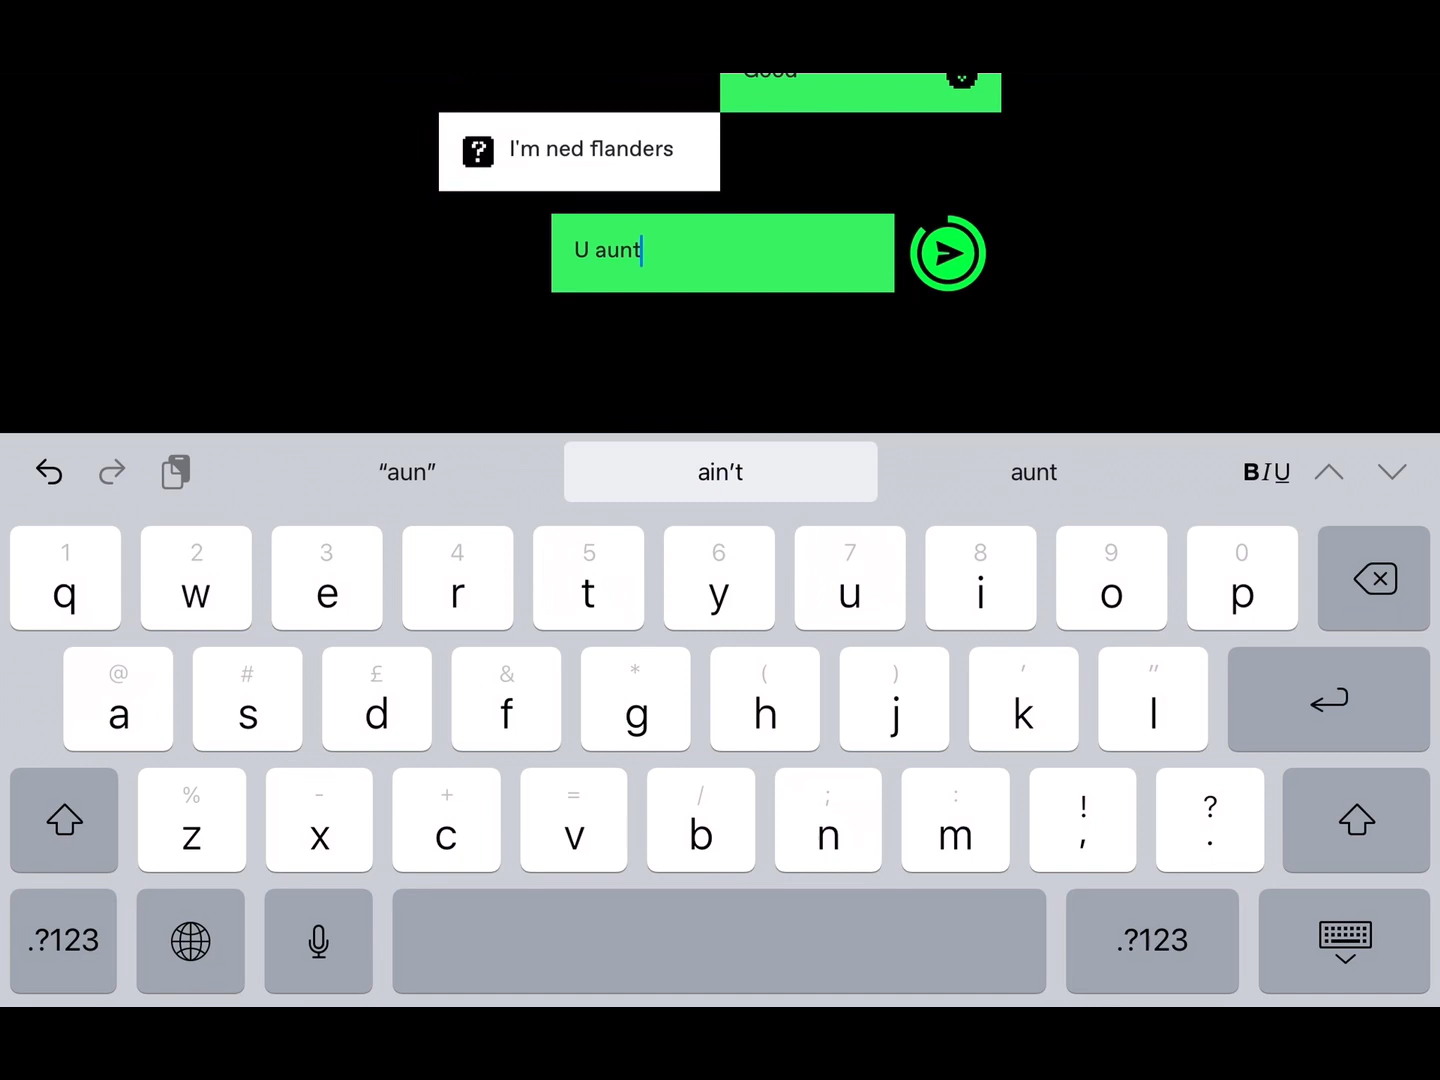 Good
I'm ned flanders
U aunt
“aun” ain’t aunt BIU
1 2 3 4 5 6 7 8 9 0
q w e r t y u i o p
@ # £ & * ( ) ' "
a s d f g h j k l
% - + = / ; : ! ?
z x c v b n m , .
.?123 .?123